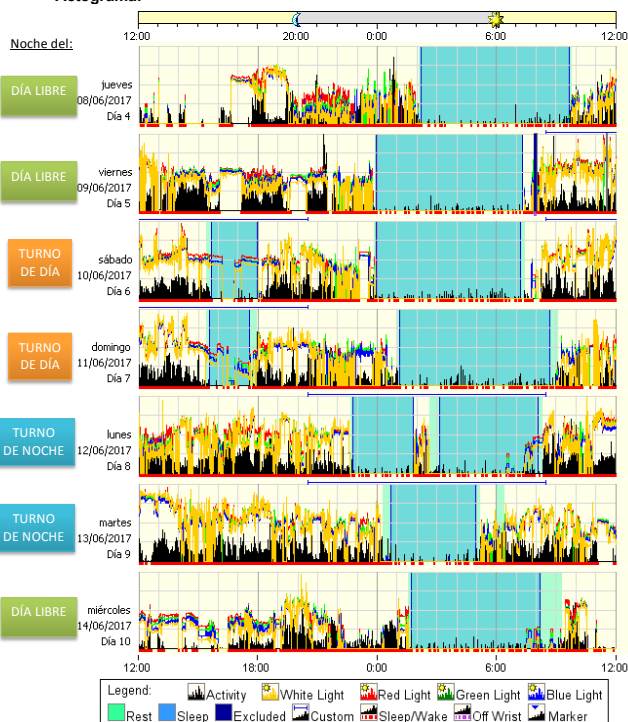 Actograma:
12:00 20:00 0:00 6:00 12:00
Noche del:
DÍA LIBRE
jueves
08/06/2017
Día 4
DÍA LIBRE
viernes
09/06/2017
Día 5
TURNO
DE DÍA
sábado
10/06/2017
Día 6
TURNO
DE DÍA
domingo
11/06/2017
Día 7
TURNO
DE NOCHE
lunes
12/06/2017
Día 8
TURNO
DE NOCHE
martes
13/06/2017
Día 9
DÍA LIBRE
miércoles
14/06/2017
Día 10
12:00 18:00 0:00 6:00 12:00
Legend: Activity White Light Red Light Green Light Blue Light
Rest Sleep Excluded Custom Sleep/Wake Off Wrist Marker